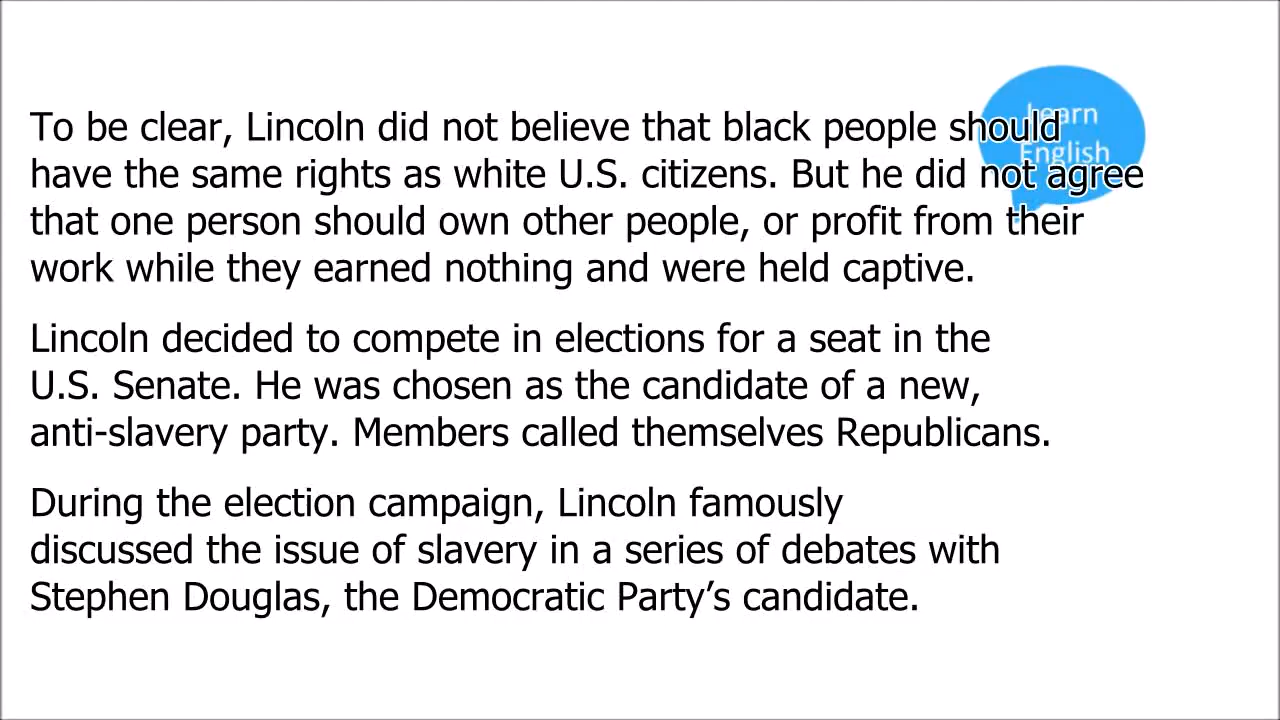 To be clear, Lincoln did not believe that black people should
have the same rights as white U.S. citizens. But he did not agree
that one person should own other people, or profit from their
work while they earned nothing and were held captive.
Lincoln decided to compete in elections for a seat in the
U.S. Senate. He was chosen as the candidate of a new,
anti-slavery party. Members called themselves Republicans.
During the election campaign, Lincoln famously
discussed the issue of slavery in a series of debates with
Stephen Douglas, the Democratic Party’s candidate.
Learn
English